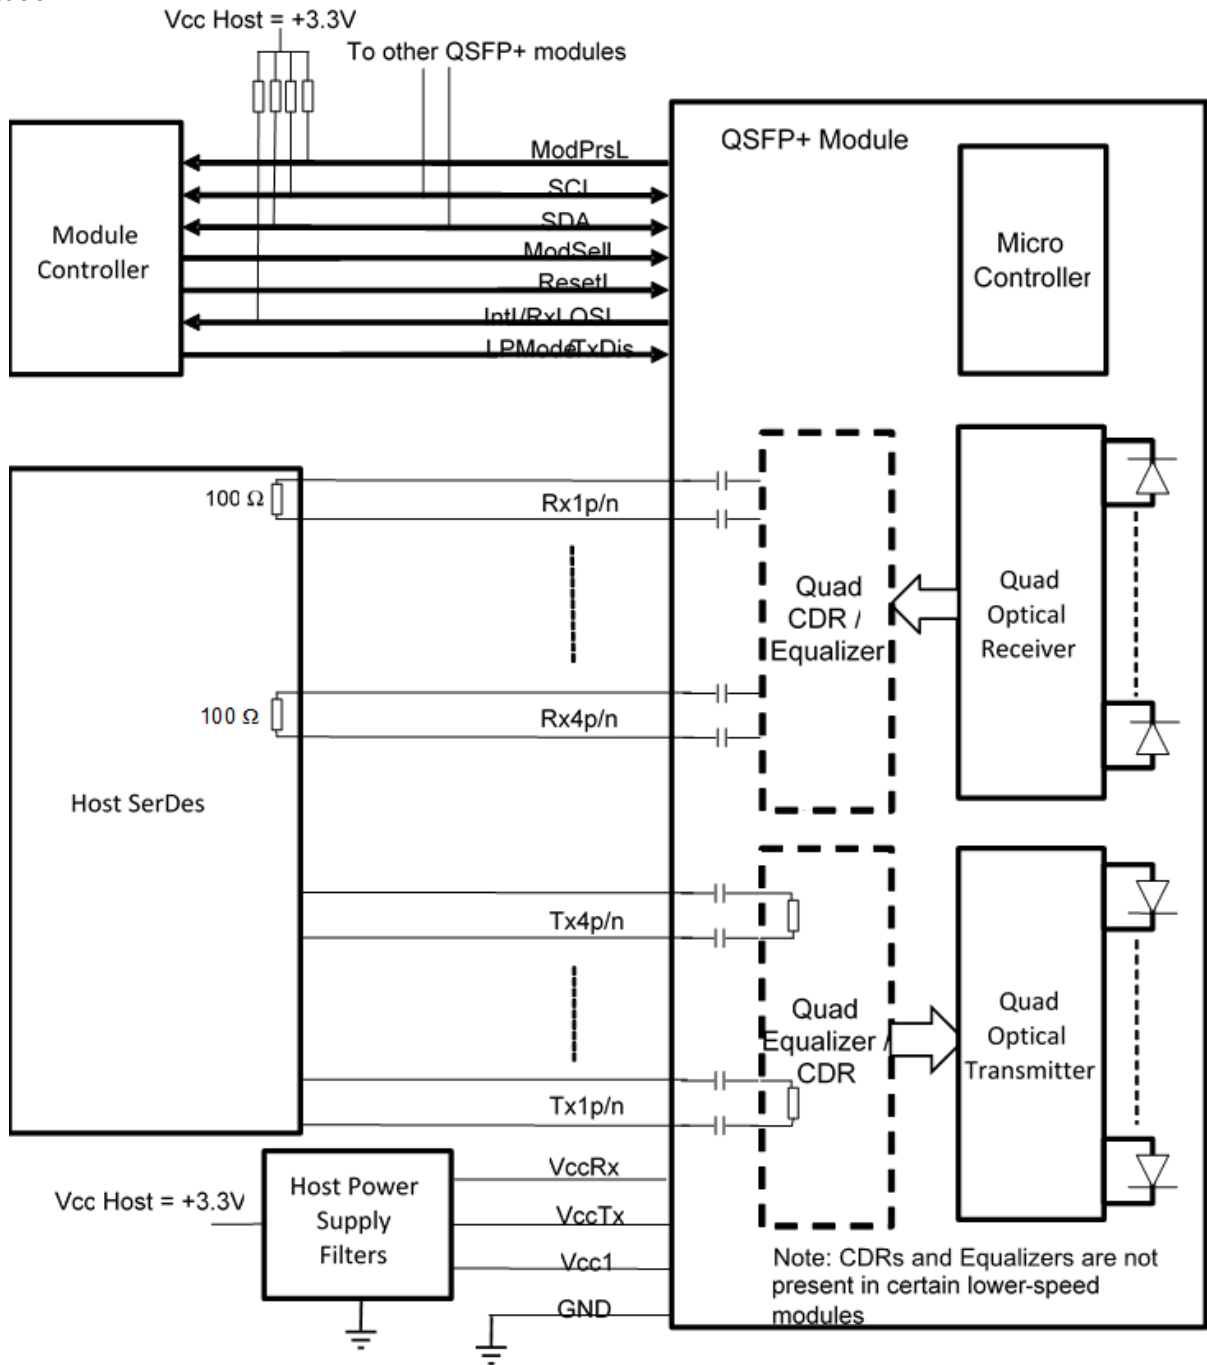 Vcc Host = +3.3V
To other QSFP+ modules
QSFP+ Module
ModPrsL
SCL
SDA
ModSelL
ResetL
IntL/RxLOSL
LPMode/TxDis
Module
Controller
Micro
Controller
100 Ω
Rx1p/n
Quad
CDR /
Equalizer
Quad
Optical
Receiver
100 Ω
Rx4p/n
Host SerDes
Tx4p/n
Quad
Equalizer /
CDR
Quad
Optical
Transmitter
Tx1p/n
Vcc Host = +3.3V
Host Power
Supply
Filters
VccRx
VccTx
Vcc1
GND
Note: CDRs and Equalizers are not
present in certain lower-speed
modules